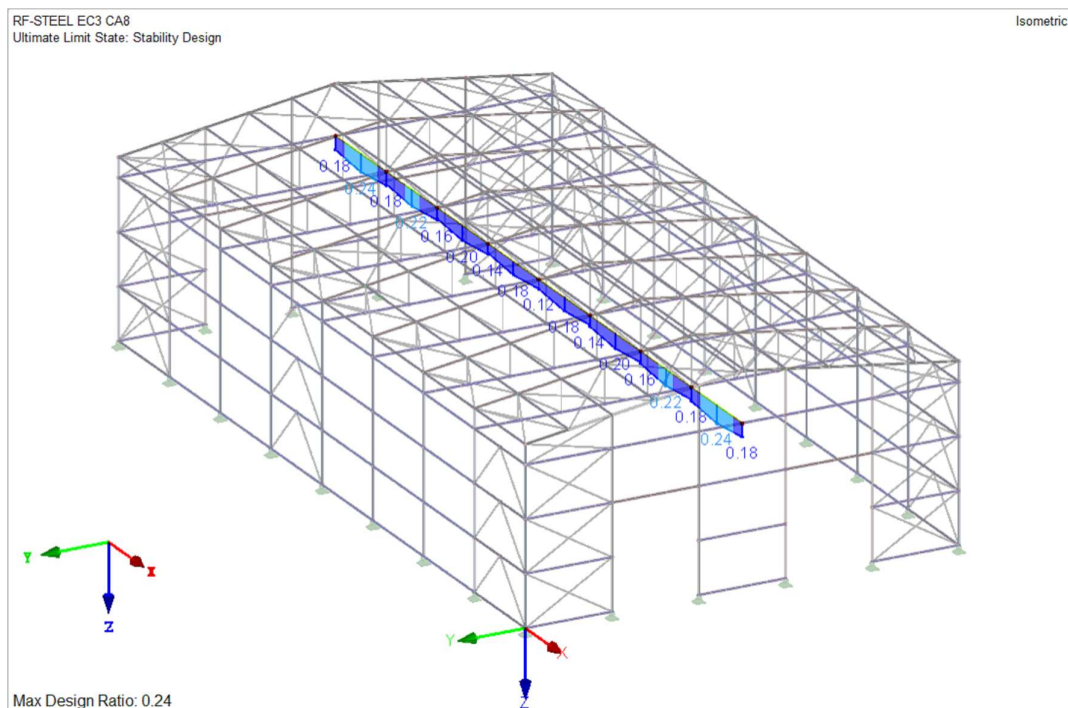 RF-STEEL EC3 CA8
Isometric
Ultimate Limit State: Stability Design
0.18
0.24
0.18
0.22
0.16
0.20
0.14
0.18
0.12
0.18
0.14
0.20
0.16
0.22
0.18
0.24
0.18
Y
X
Z
Y
X
Z
Max Design Ratio: 0.24